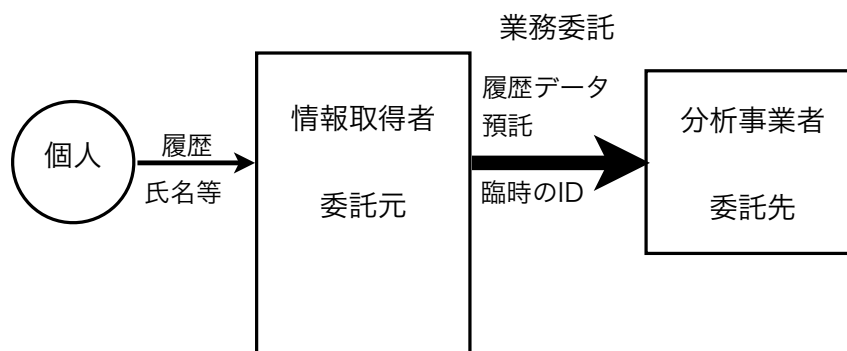 業務委託
個人
履歴
氏名等
情報取得者
委託元
履歴データ
預託
臨時のID
分析事業者
委託先